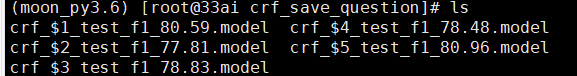 (moon_py3.6) [root@33ai crf_save_question]# ls
crf_$1_test_f1_80.59.model  crf_$4_test_f1_78.48.model
crf_$2_test_f1_77.81.model  crf_$5_test_f1_80.96.model
crf_$3_test_f1_78.83.model